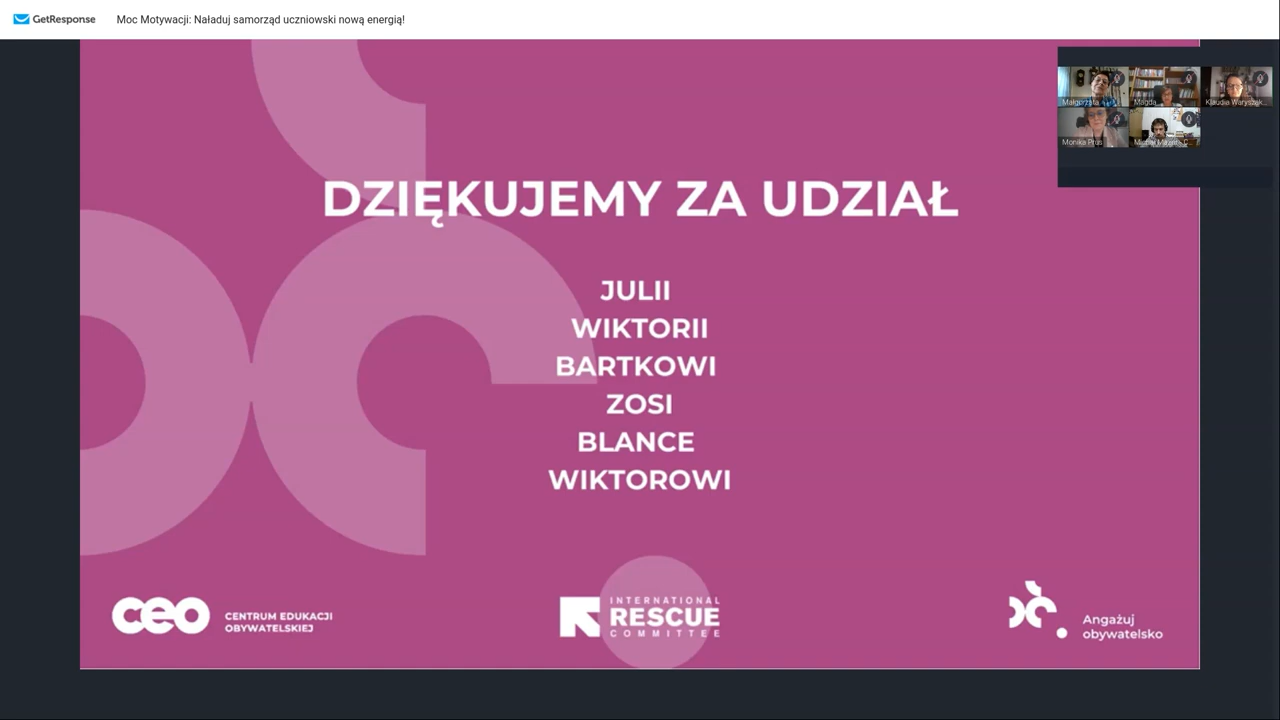 GetResponse
Moc Motywacji: Naładuj samorząd uczniowski nową energią!
Małgorzata
Magda
Klaudia Waryszak
Monika Prus
DZIĘKUJEMY ZA UDZIAŁ
JULII
WIKTORII
BARTKOWI
ZOSI
BLANCE
WIKTOROWI
ceo
CENTRUM EDUKACJI
OBYWATELSKIEJ
INTERNATIONAL
RESCUE
COMMITTEE
Angażuj
obywatelsko